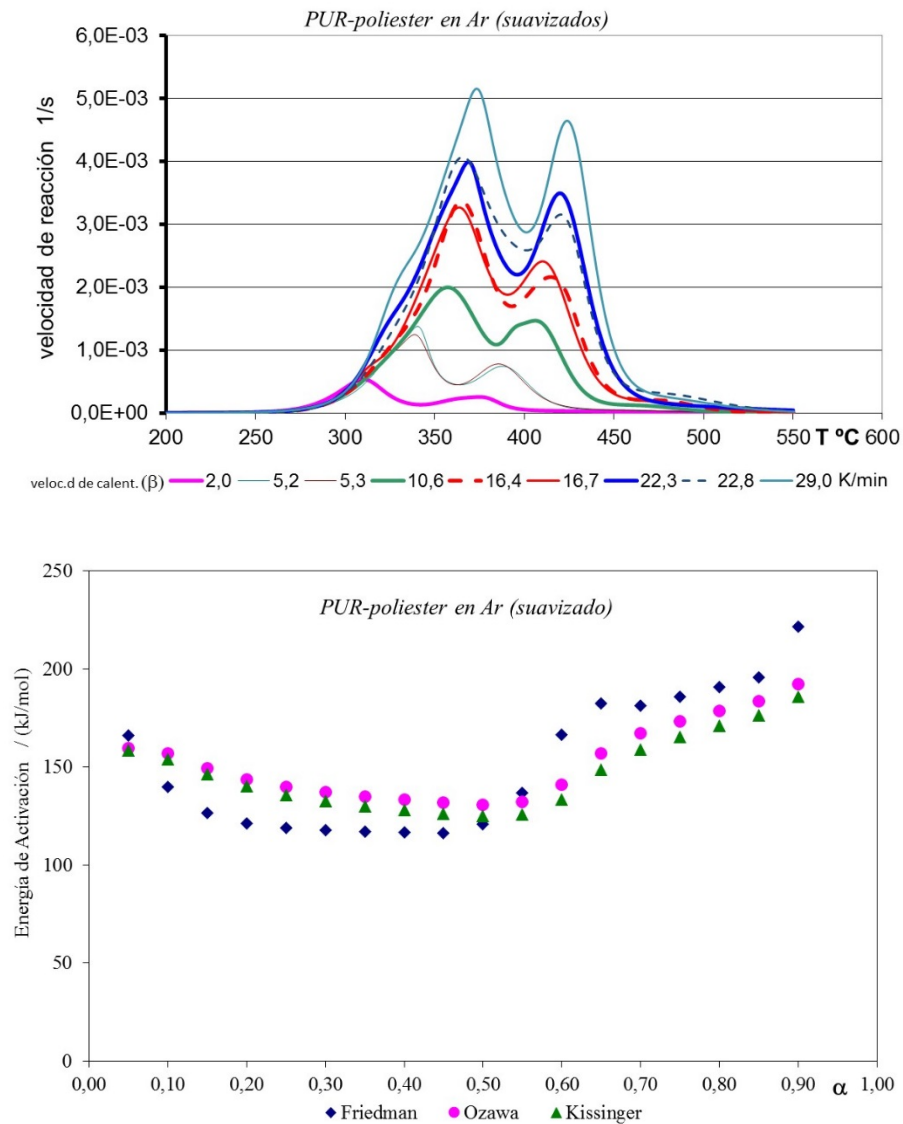 PUR-poliester en Ar (suavizados)
velocidad de reacción 1/s
6,0E-03
5,0E-03
4,0E-03
3,0E-03
2,0E-03
1,0E-03
0,0E+00
200 250 300 350 400 450 500 550 T ºC 600
veloc.d de calent. (β) 2,0 5,2 5,3 10,6 16,4 16,7 22,3 22,8 29,0 K/min
PUR-poliester en Ar (suavizado)
Energía de Activación / (kJ/mol)
250
200
150
100
50
0
0,00 0,10 0,20 0,30 0,40 0,50 0,60 0,70 0,80 0,90 α 1,00
Friedman Ozawa Kissinger